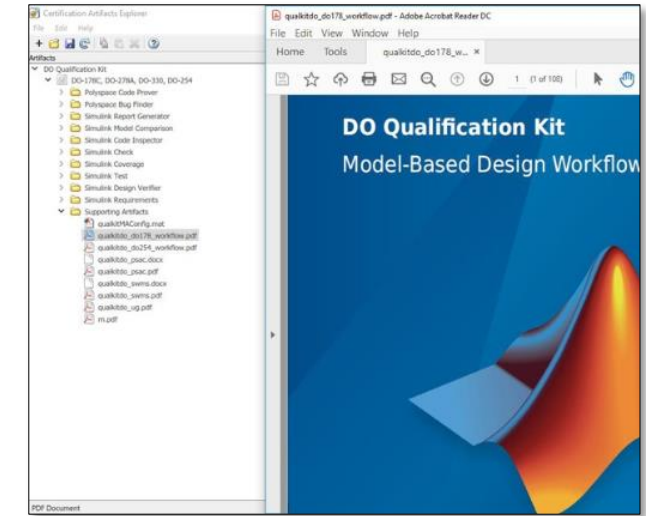 Certification Artifacts Explorer
File Edit Help
Artifacts
DO Qualification Kit
DO-178C, DO-278A, DO-330, DO-254
Polyspace Code Prover
Polyspace Bug Finder
Simulink Report Generator
Simulink Model Comparison
Simulink Code Inspector
Simulink Check
Simulink Coverage
Simulink Test
Simulink Design Verifier
Simulink Requirements
Supporting Artifacts
qualkitMAConfig.mat
qualkitdo_do178_workflow.pdf
qualkitdo_do254_workflow.pdf
qualkitdo_psac.docx
qualkitdo_psac.pdf
qualkitdo_swms.docx
qualkitdo_swms.pdf
qualkitdo_ug.pdf
m.pdf
PDF Document
qualkitdo_do178_workflow.pdf - Adobe Acrobat Reader DC
File Edit View Window Help
Home Tools qualkitdo_do178_w... ×
1 (1 of 108)
DO Qualification Kit
Model-Based Design Workflow